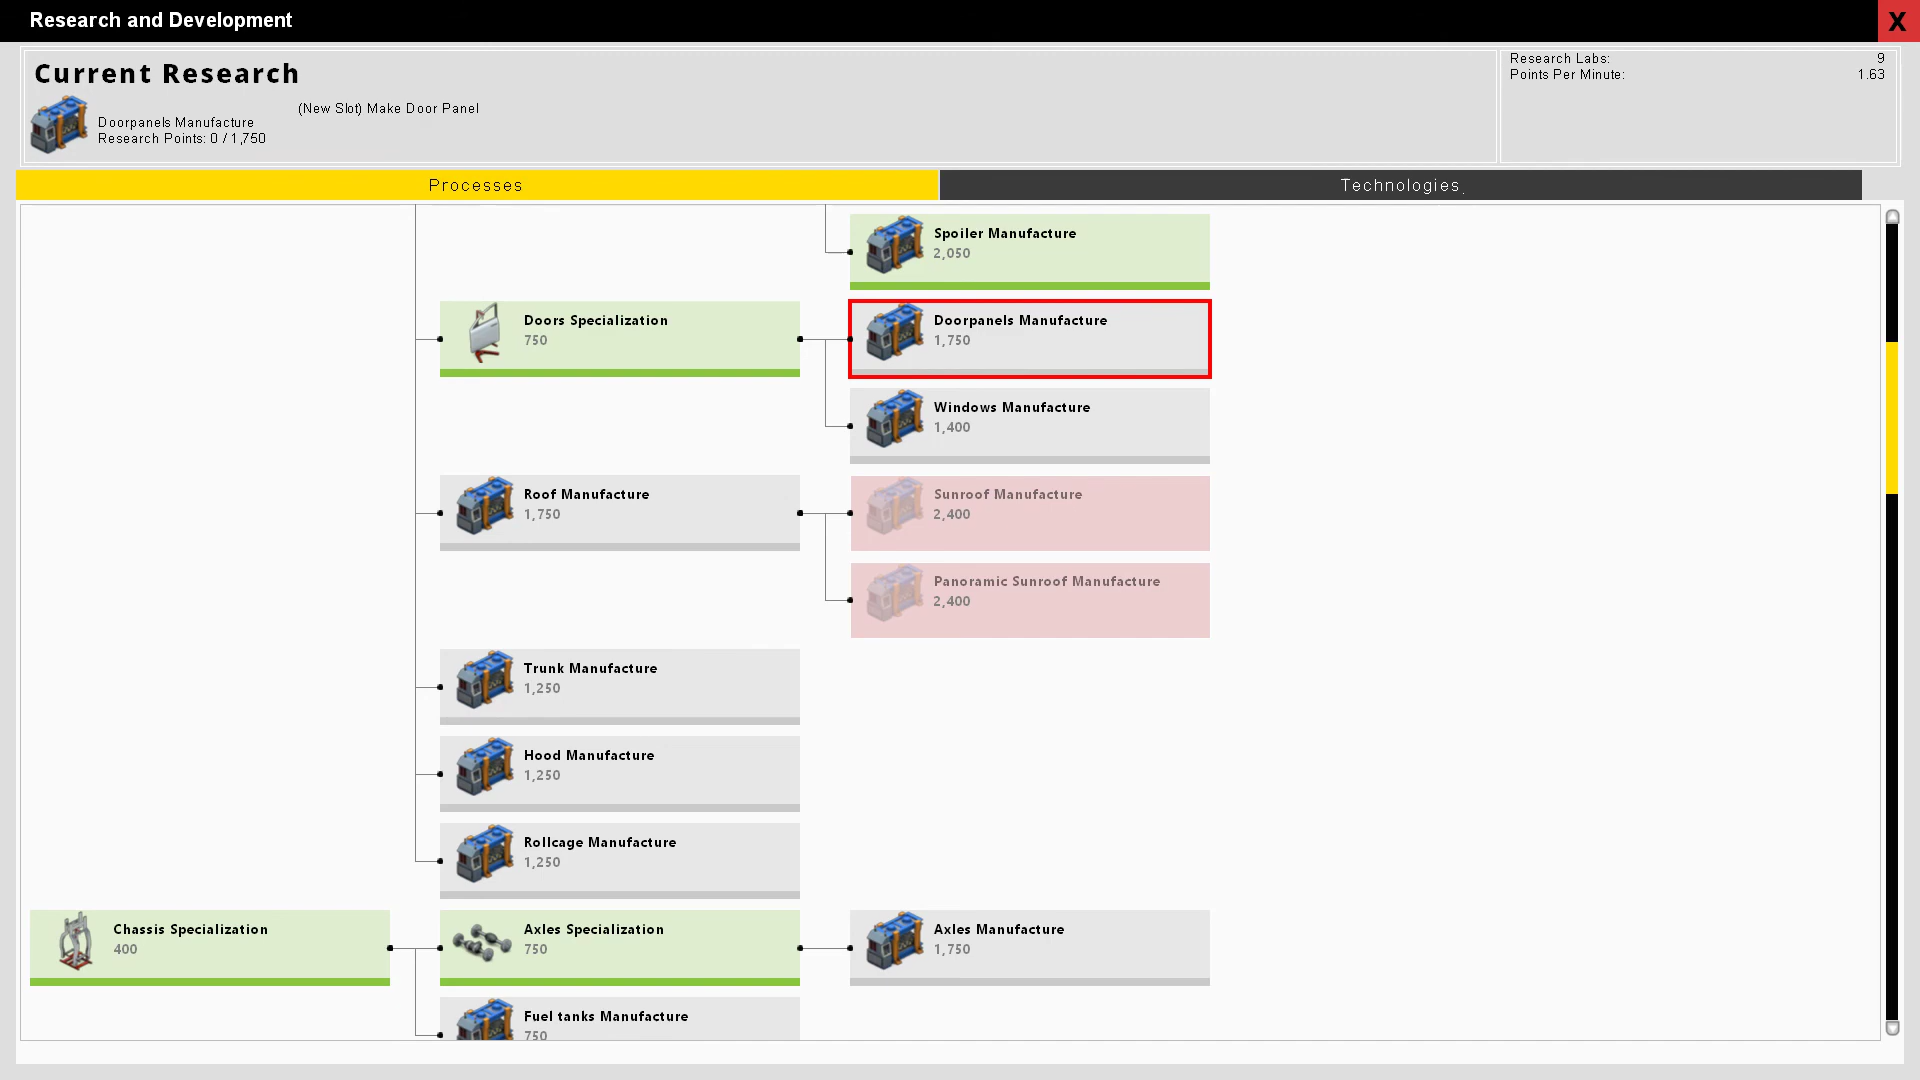 Research and Development
X
Current Research
(New Slot) Make Door Panel
Doorpanels Manufacture
Research Points: 0 / 1,750
Research Labs: 9
Points Per Minute: 1.63
Processes
Technologies
Spoiler Manufacture
2,050
Doors Specialization
750
Doorpanels Manufacture
1,750
Windows Manufacture
1,400
Roof Manufacture
1,750
Sunroof Manufacture
2,400
Panoramic Sunroof Manufacture
2,400
Trunk Manufacture
1,250
Hood Manufacture
1,250
Rollcage Manufacture
1,250
Chassis Specialization
400
Axles Specialization
750
Axles Manufacture
1,750
Fuel tanks Manufacture
750